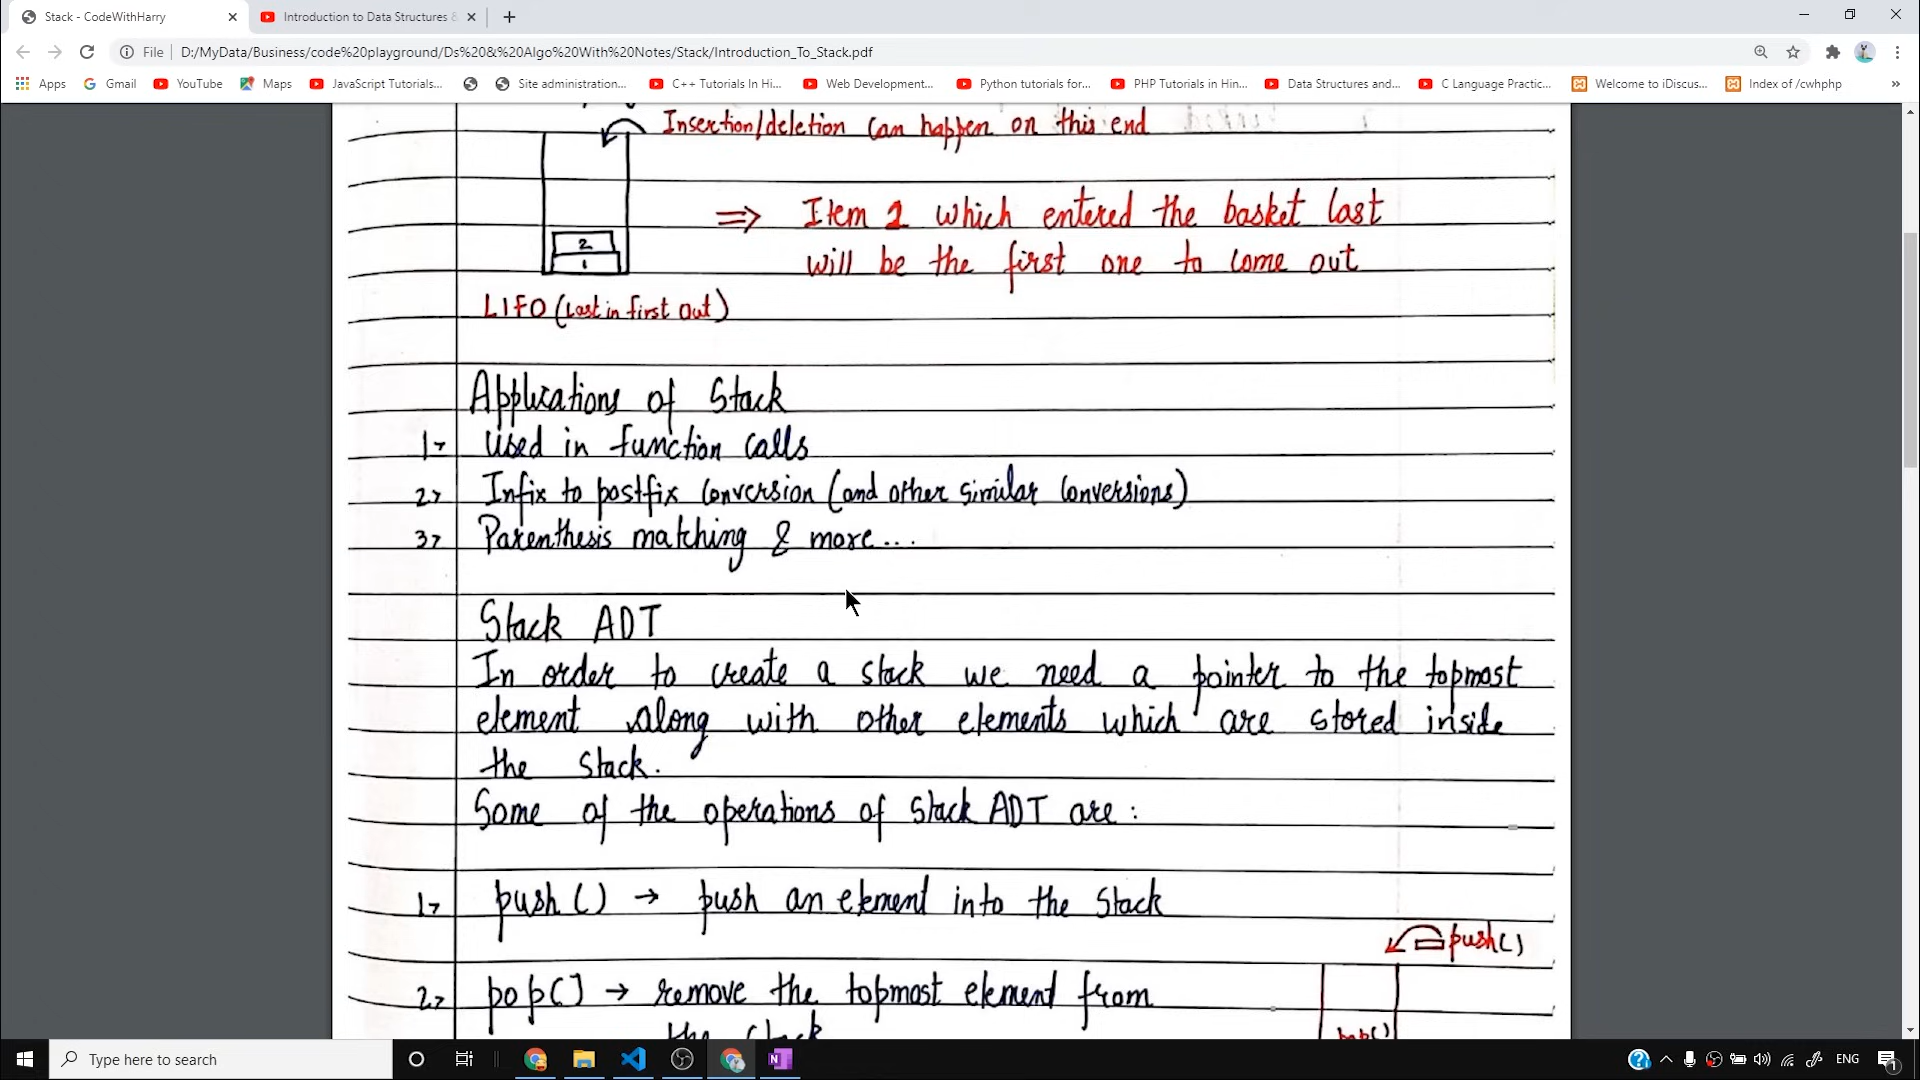 Stack - CodeWithHarry
Introduction to Data Structures &
File D:/MyData/Business/code%20playground/Ds%20&%20Algo%20With%20Notes/Stack/Introduction_To_Stack.pdf
Apps Gmail YouTube Maps JavaScript Tutorials... Site administration... C++ Tutorials In Hi... Web Development... Python tutorials for... PHP Tutorials in Hin... Data Structures and... C Language Practic... Welcome to iDiscus... Index of /cwhphp »
Insertion/deletion can happen on this end
⇒ Item 2 which entered the basket last
will be the first one to come out
2
1
LIFO (Last in first out)
Applications of Stack
1> Used in function calls
2> Infix to postfix conversion (and other similar conversions)
3> Parenthesis matching & more...
Stack ADT
In order to create a stack we need a pointer to the topmost
element along with other elements which are stored inside
the stack.
Some of the operations of Stack ADT are :
1> push() → push an element into the Stack
push()
2> pop() → remove the topmost element from
the stack
pop()
Type here to search
ENG
1